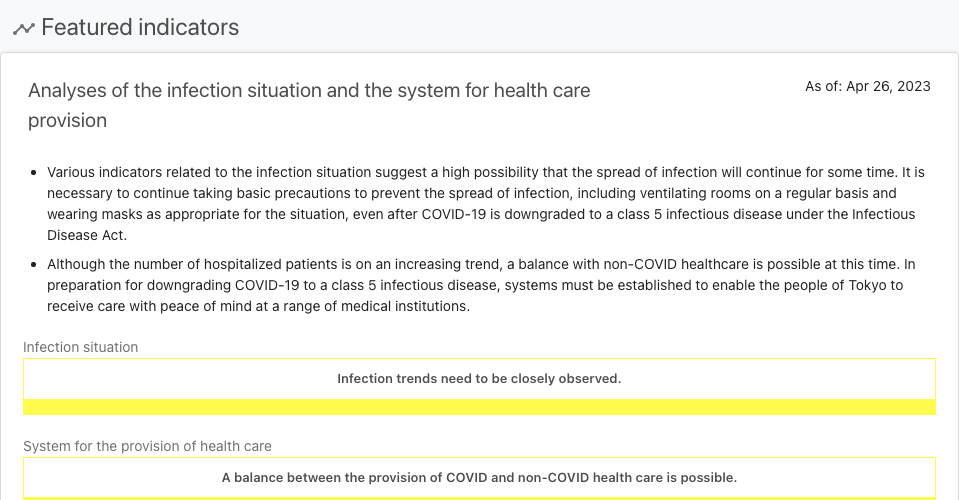 Featured indicators
Analyses of the infection situation and the system for health care
provision
As of: Apr 26, 2023
Various indicators related to the infection situation suggest a high possibility that the spread of infection will continue for some time. It is
necessary to continue taking basic precautions to prevent the spread of infection, including ventilating rooms on a regular basis and
wearing masks as appropriate for the situation, even after COVID-19 is downgraded to a class 5 infectious disease under the Infectious
Disease Act.
Although the number of hospitalized patients is on an increasing trend, a balance with non-COVID healthcare is possible at this time. In
preparation for downgrading COVID-19 to a class 5 infectious disease, systems must be established to enable the people of Tokyo to
receive care with peace of mind at a range of medical institutions.
Infection situation
Infection trends need to be closely observed.
System for the provision of health care
A balance between the provision of COVID and non-COVID health care is possible.